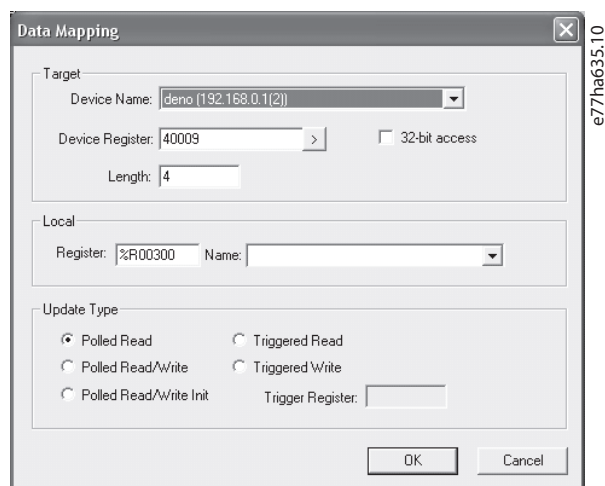 Data Mapping
Target
Device Name: deno (192.168.0.1(2))
Device Register: 40009 > 32-bit access
Length: 4
Local
Register: %R00300 Name:
Update Type
Polled Read Triggered Read
Polled Read/Write Triggered Write
Polled Read/Write Init Trigger Register:
OK Cancel
e77ha635.10